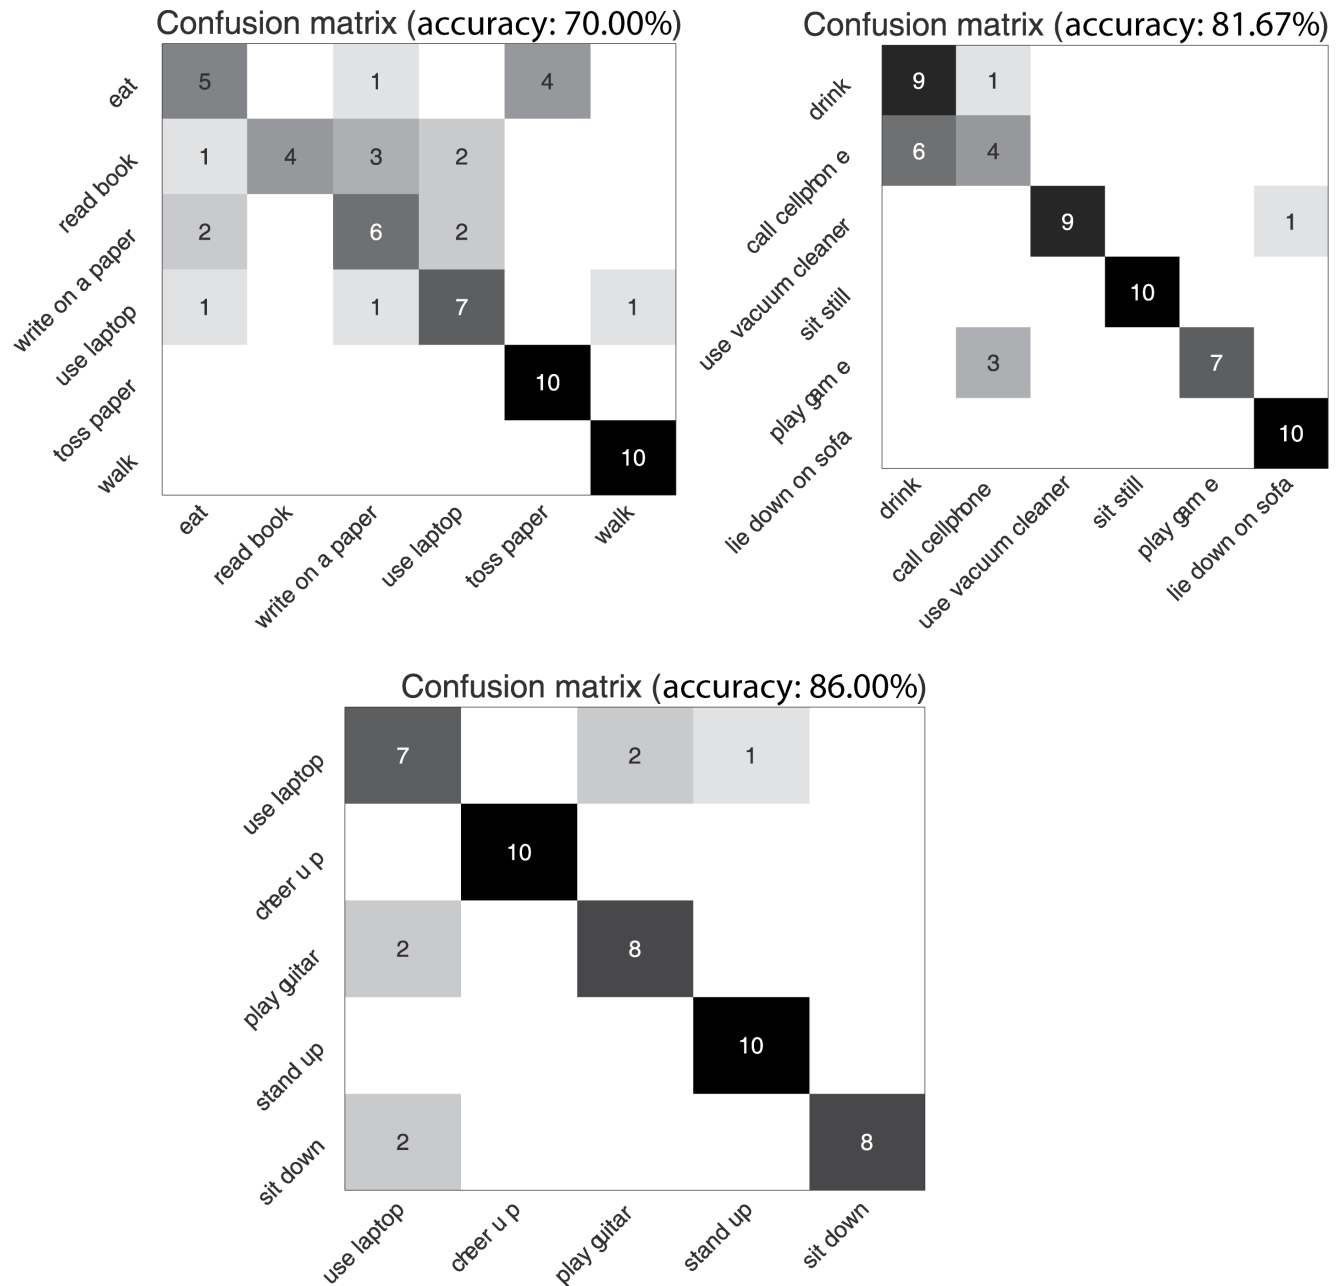 Confusion matrix (accuracy: 70.00%)
eat 5 1 4
read book 1 4 3 2
write on a paper 2 6 2
use laptop 1 1 7 1
toss paper 10
walk 10
eat read book write on a paper use laptop toss paper walk
Confusion matrix (accuracy: 81.67%)
drink 9 1
call cellphon e 6 4
use vacuum cleaner 9 1
sit still 10
play gam e 3 7
lie down on sofa 10
drink call cellphone use vacuum cleaner sit still play gam e lie down on sofa
Confusion matrix (accuracy: 86.00%)
use laptop 7 2 1
cheer u p 10
play guitar 2 8
stand up 10
sit down 2 8
use laptop cheer u p play guitar stand up sit down